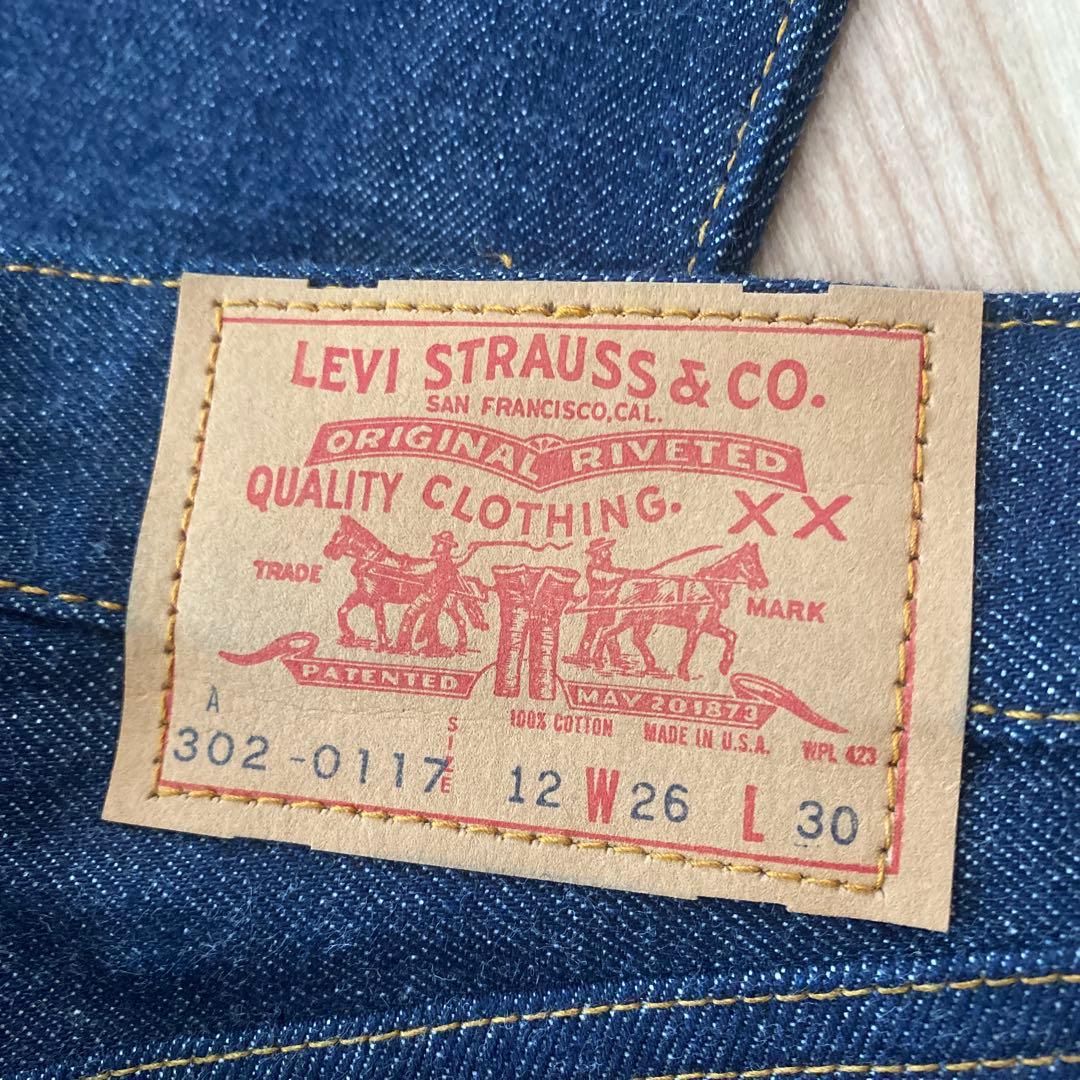 LEVI STRAUSS & CO.
SAN FRANCISCO, CAL.
ORIGINAL RIVETED
QUALITY CLOTHING. XX
TRADE MARK
PATENTED MAY 20 1873
A
100% COTTON MADE IN U.S.A. WPL 423
302-0117 SIZE 12 W 26 L 30